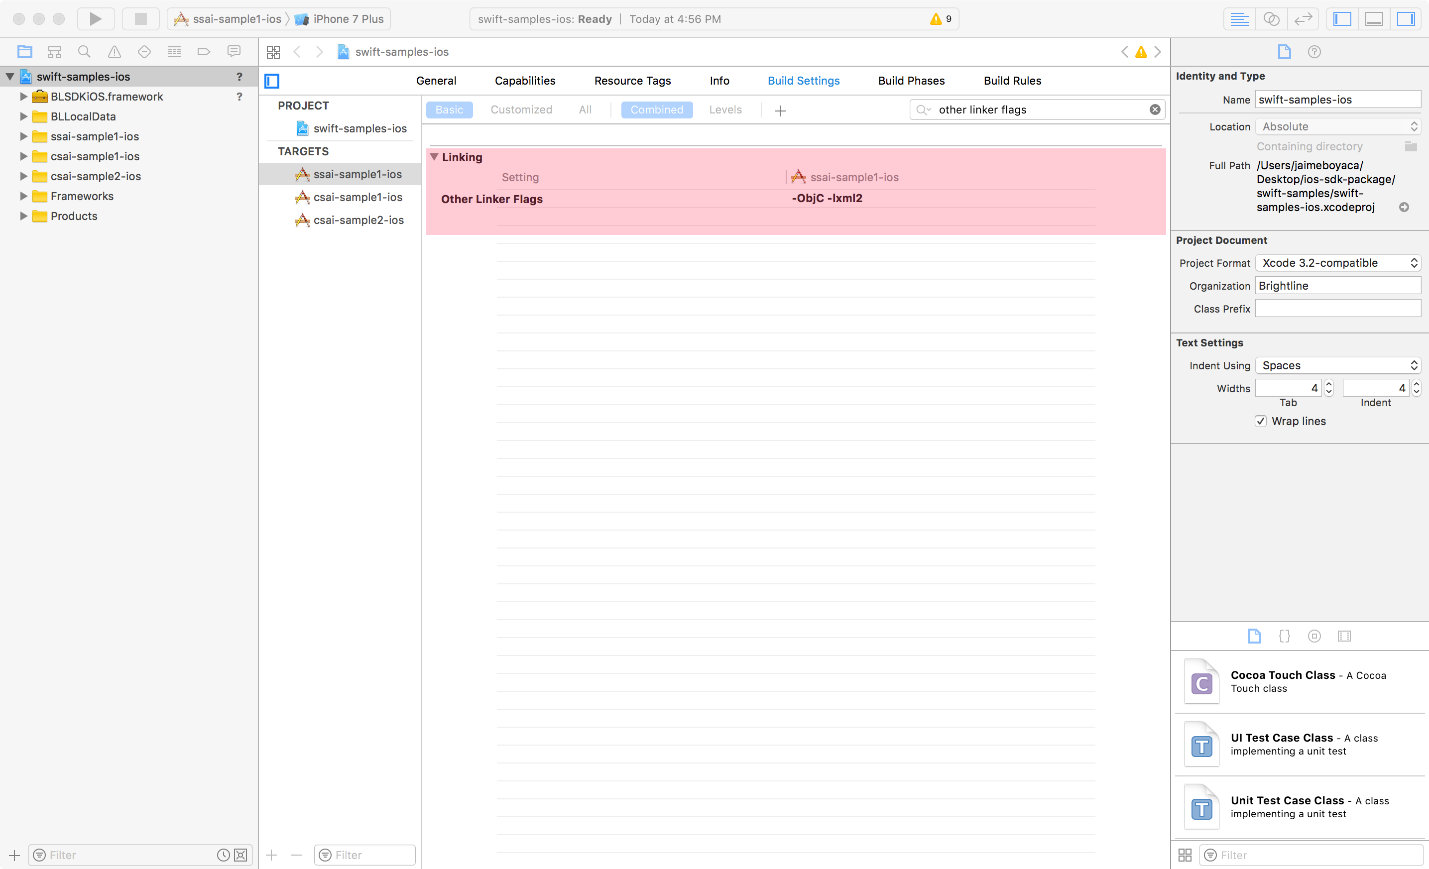 ssai-sample1-ios
iPhone 7 Plus
swift-samples-ios: Ready | Today at 4:56 PM
9
swift-samples-ios
?
BLSDKiOS.framework
?
BLLocalData
ssai-sample1-ios
csai-sample1-ios
csai-sample2-ios
Frameworks
Products
Filter
swift-samples-ios
General
Capabilities
Resource Tags
Info
Build Settings
Build Phases
Build Rules
PROJECT
swift-samples-ios
TARGETS
ssai-sample1-ios
csai-sample1-ios
csai-sample2-ios
Filter
Basic
Customized
All
Combined
Levels
other linker flags
Linking
Setting
ssai-sample1-ios
Other Linker Flags
-ObjC -lxml2
Identity and Type
Name swift-samples-ios
Location Absolute
Containing directory
Full Path /Users/jaimeboyaca/
Desktop/ios-sdk-package/
swift-samples/swift-
samples-ios.xcodeproj
Project Document
Project Format Xcode 3.2-compatible
Organization Brightline
Class Prefix
Text Settings
Indent Using Spaces
Widths 4 4
Tab Indent
Wrap lines
Cocoa Touch Class - A Cocoa
Touch class
UI Test Case Class - A class
implementing a unit test
Unit Test Case Class - A class
implementing a unit test
Filter